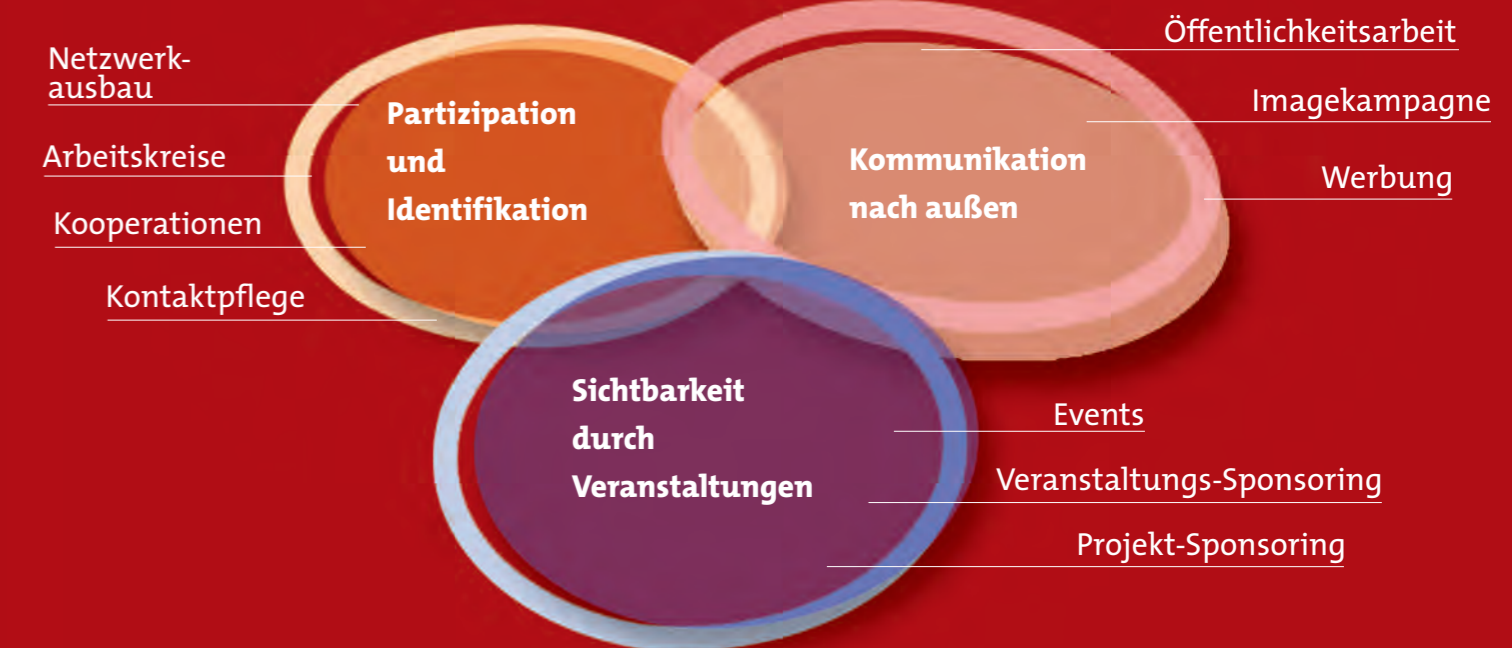 Netzwerk-
ausbau
Arbeitskreise
Kooperationen
Kontaktpflege
Partizipation
und
Identifikation
Kommunikation
nach außen
Öffentlichkeitsarbeit
Imagekampagne
Werbung
Sichtbarkeit
durch
Veranstaltungen
Events
Veranstaltungs-Sponsoring
Projekt-Sponsoring